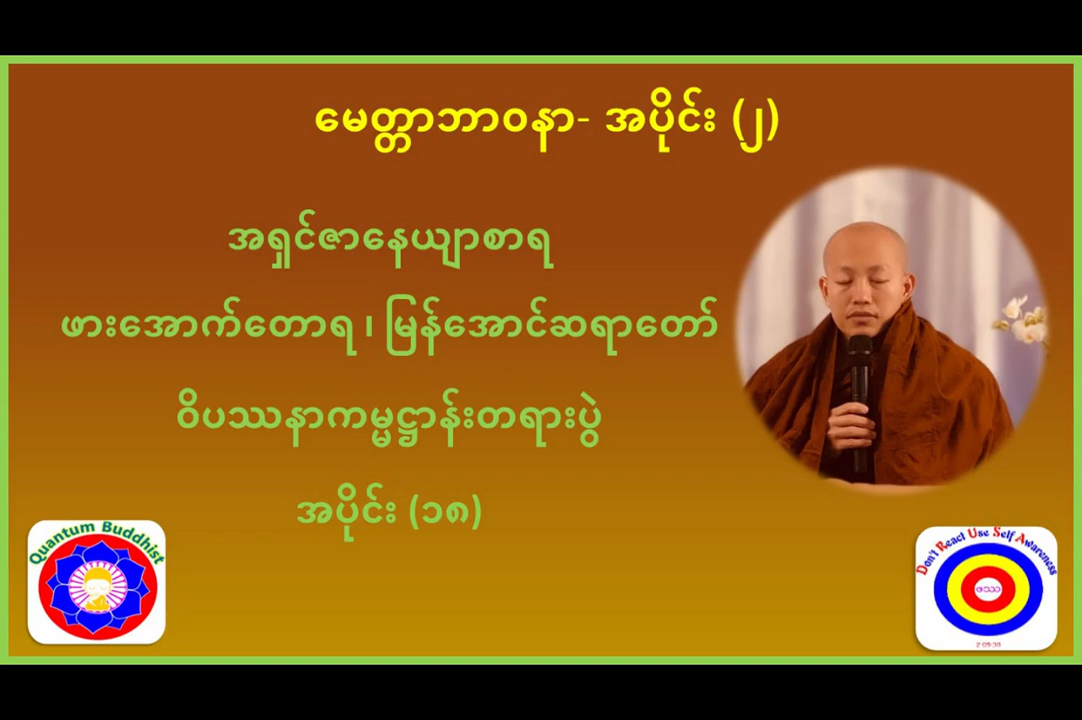 မေတ္တာဘာဝနာ- အပိုင်း (၂)
အရှင်ဇာနေယျာစာရ
ဖားအောက်တောရ ၊ မြန်အောင်ဆရာတော်
ဝိပဿနာကမ္မဋ္ဌာန်းတရားပွဲ
အပိုင်း (၁၈)
Quantum Buddhist
Don't React Use Self Awareness
ဖဿ